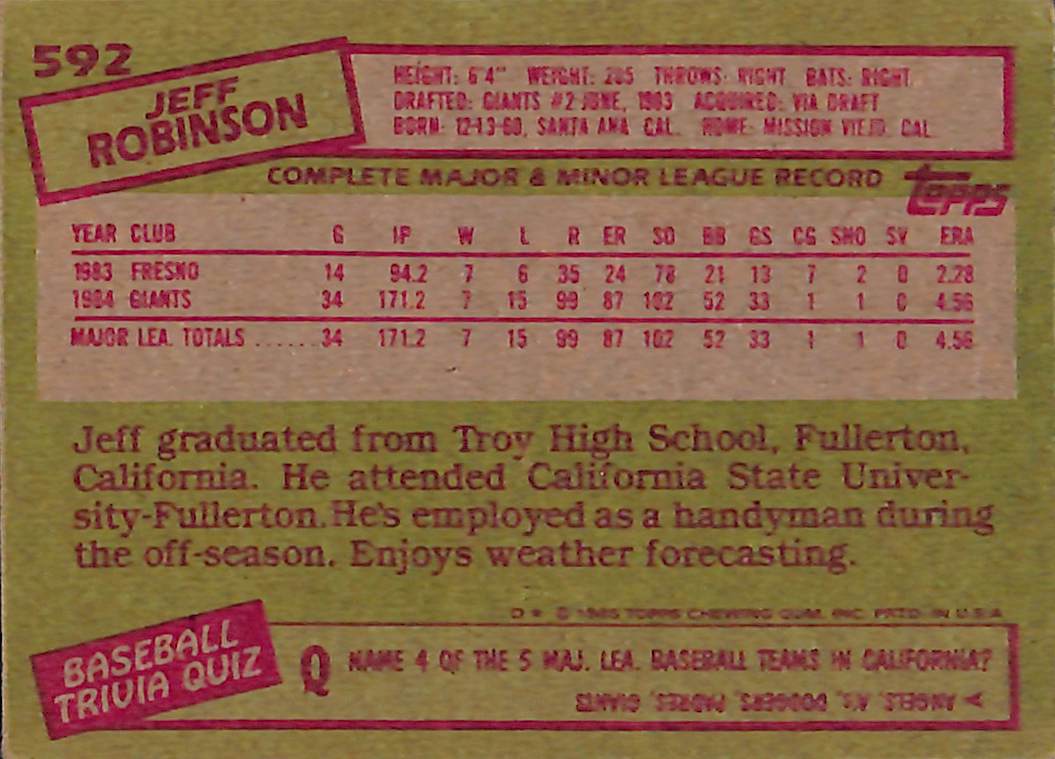 592
JEFF
ROBINSON
HEIGHT: 6'4" WEIGHT: 205 THROWS: RIGHT BATS: RIGHT
DRAFTED: GIANTS #2-JUNE, 1983 ACQUIRED: VIA DRAFT
BORN: 12-13-60, SANTA ANA CAL. HOME: MISSION VIEJO, CAL.
COMPLETE MAJOR & MINOR LEAGUE RECORD
topps
YEAR CLUB G IP W L R ER SO BB GS CG SHO SV ERA
1983 FRESNO 14 94.2 7 6 35 24 78 21 13 7 2 0 2.28
1984 GIANTS 34 171.2 7 15 99 87 102 52 33 1 1 0 4.56
MAJOR LEA. TOTALS ...... 34 171.2 7 15 99 87 102 52 33 1 1 0 4.56
Jeff graduated from Troy High School, Fullerton,
California. He attended California State Univer-
sity-Fullerton. He's employed as a handyman during
the off-season. Enjoys weather forecasting.
D * © 1985 TOPPS CHEWING GUM, INC. PRTD. IN U.S.A.
BASEBALL
TRIVIA QUIZ
Q NAME 4 OF THE 5 MAJ. LEA. BASEBALL TEAMS IN CALIFORNIA?
A ANGELS, A'S, DODGERS, PADRES, GIANTS